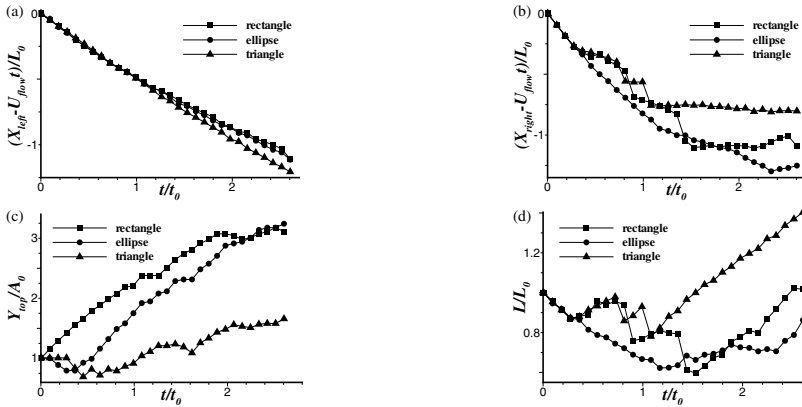 (a)
0
-1
(X_left-U_flow t)/L_0
rectangle
ellipse
triangle
0
1
2
t/t_0
(b)
0
-1
(X_right-U_flow t)/L_0
rectangle
ellipse
triangle
0
2
t/t_0
(c)
3
2
1
Y_top/A_0
rectangle
ellipse
triangle
0
1
2
t/t_0
(d)
1.2
1
0.8
L/L_0
rectangle
ellipse
triangle
0
2
t/t_0